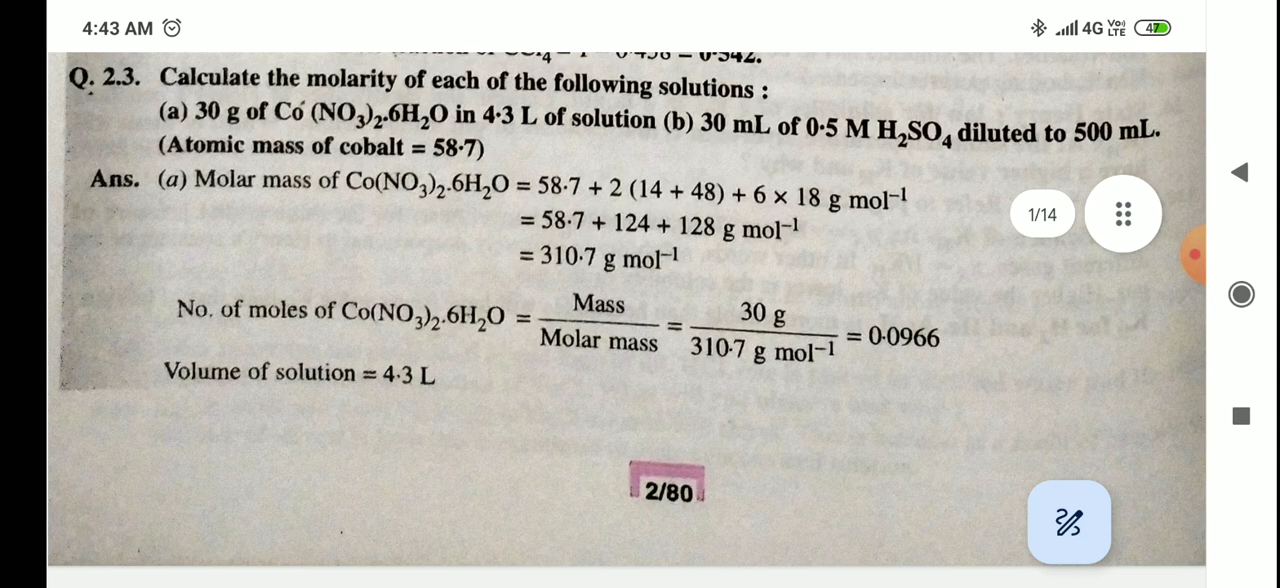 4:43 AM
4G Vo) LTE 47
Q. 2.3. Calculate the molarity of each of the following solutions :
(a) 30 g of Co (NO₃)₂.6H₂O in 4·3 L of solution (b) 30 mL of 0·5 M H₂SO₄ diluted to 500 mL.
(Atomic mass of cobalt = 58·7)
Ans. (a) Molar mass of Co(NO₃)₂.6H₂O = 58·7 + 2 (14 + 48) + 6 × 18 g mol⁻¹
= 58·7 + 124 + 128 g mol⁻¹
= 310·7 g mol⁻¹
No. of moles of Co(NO₃)₂.6H₂O = Mass / Molar mass = 30 g / 310·7 g mol⁻¹ = 0·0966
Volume of solution = 4·3 L
1/14
2/80